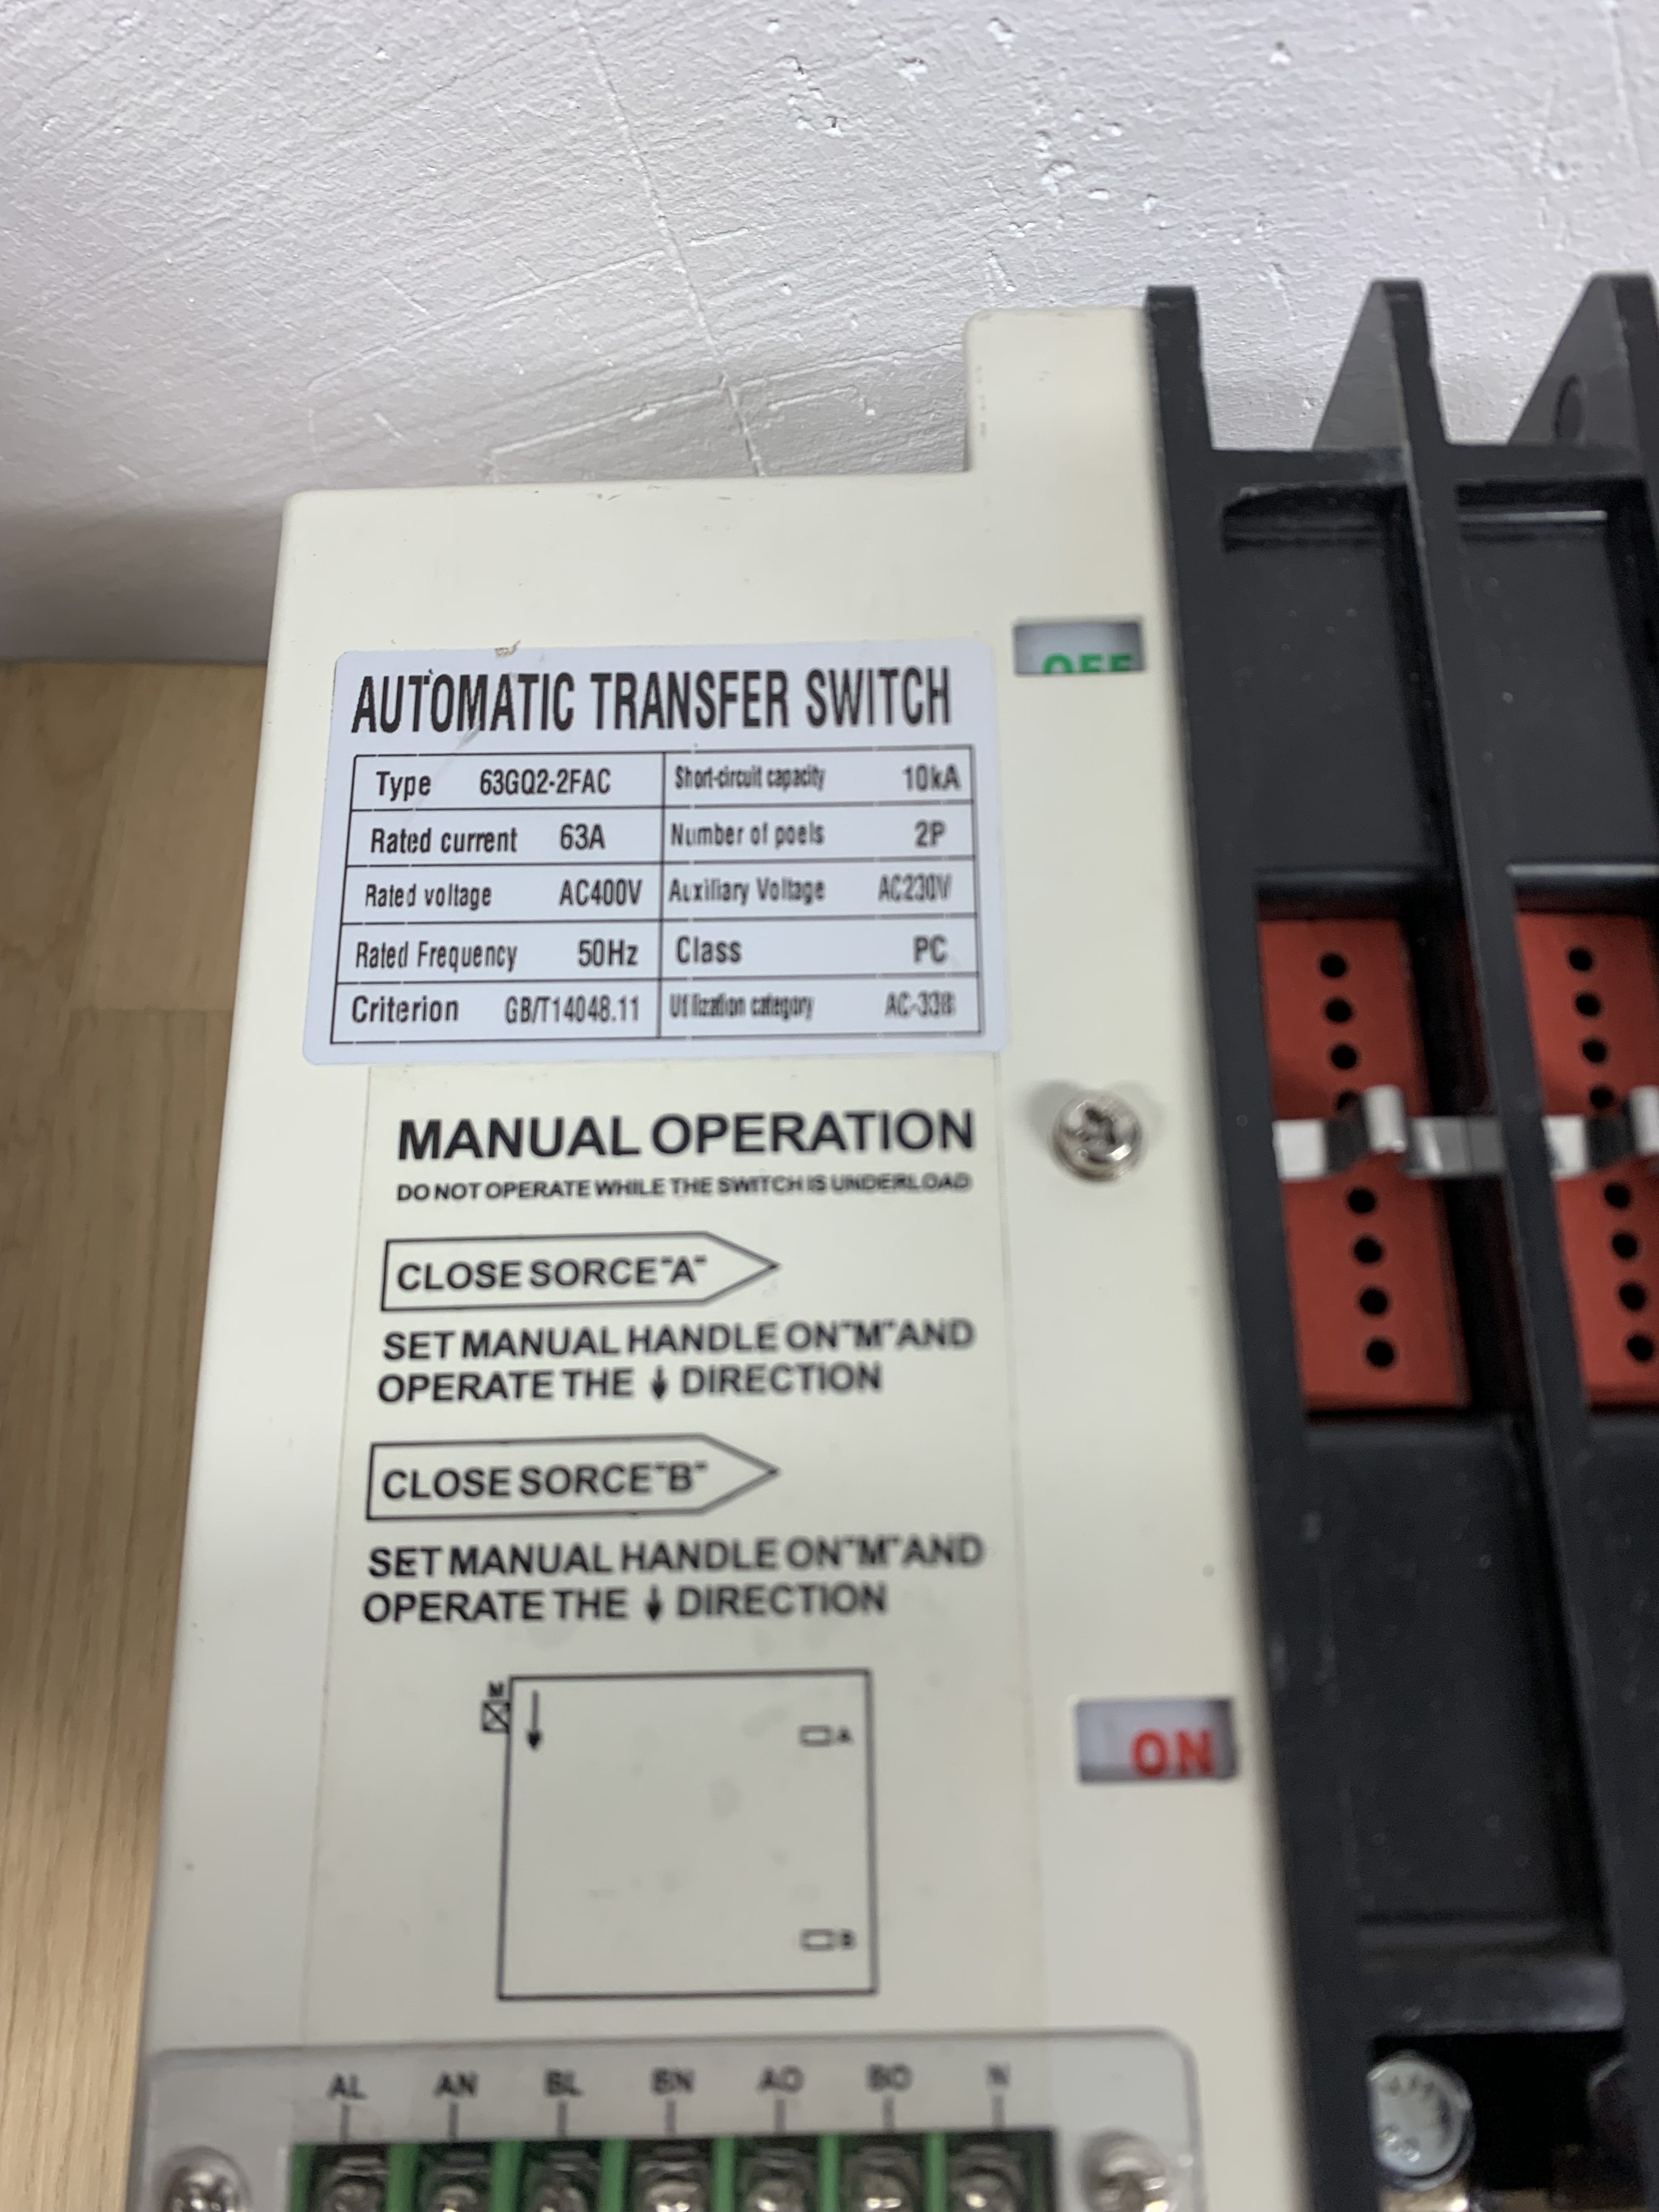 OFF
AUTOMATIC TRANSFER SWITCH
Type 63GQ2-2FAC Short-circuit capacity 10kA
Rated current 63A Number of poels 2P
Rated voltage AC400V Auxiliary Voltage AC230V
Rated Frequency 50Hz Class PC
Criterion GB/T14048.11 Utilization category AC-33B
MANUAL OPERATION
DO NOT OPERATE WHILE THE SWITCH IS UNDERLOAD
CLOSE SORCE"A"
SET MANUAL HANDLE ON"M"AND
OPERATE THE ↓ DIRECTION
CLOSE SORCE"B"
SET MANUAL HANDLE ON"M"AND
OPERATE THE ↓ DIRECTION
M
A
ON
B
AL AN BL BN AO BO N